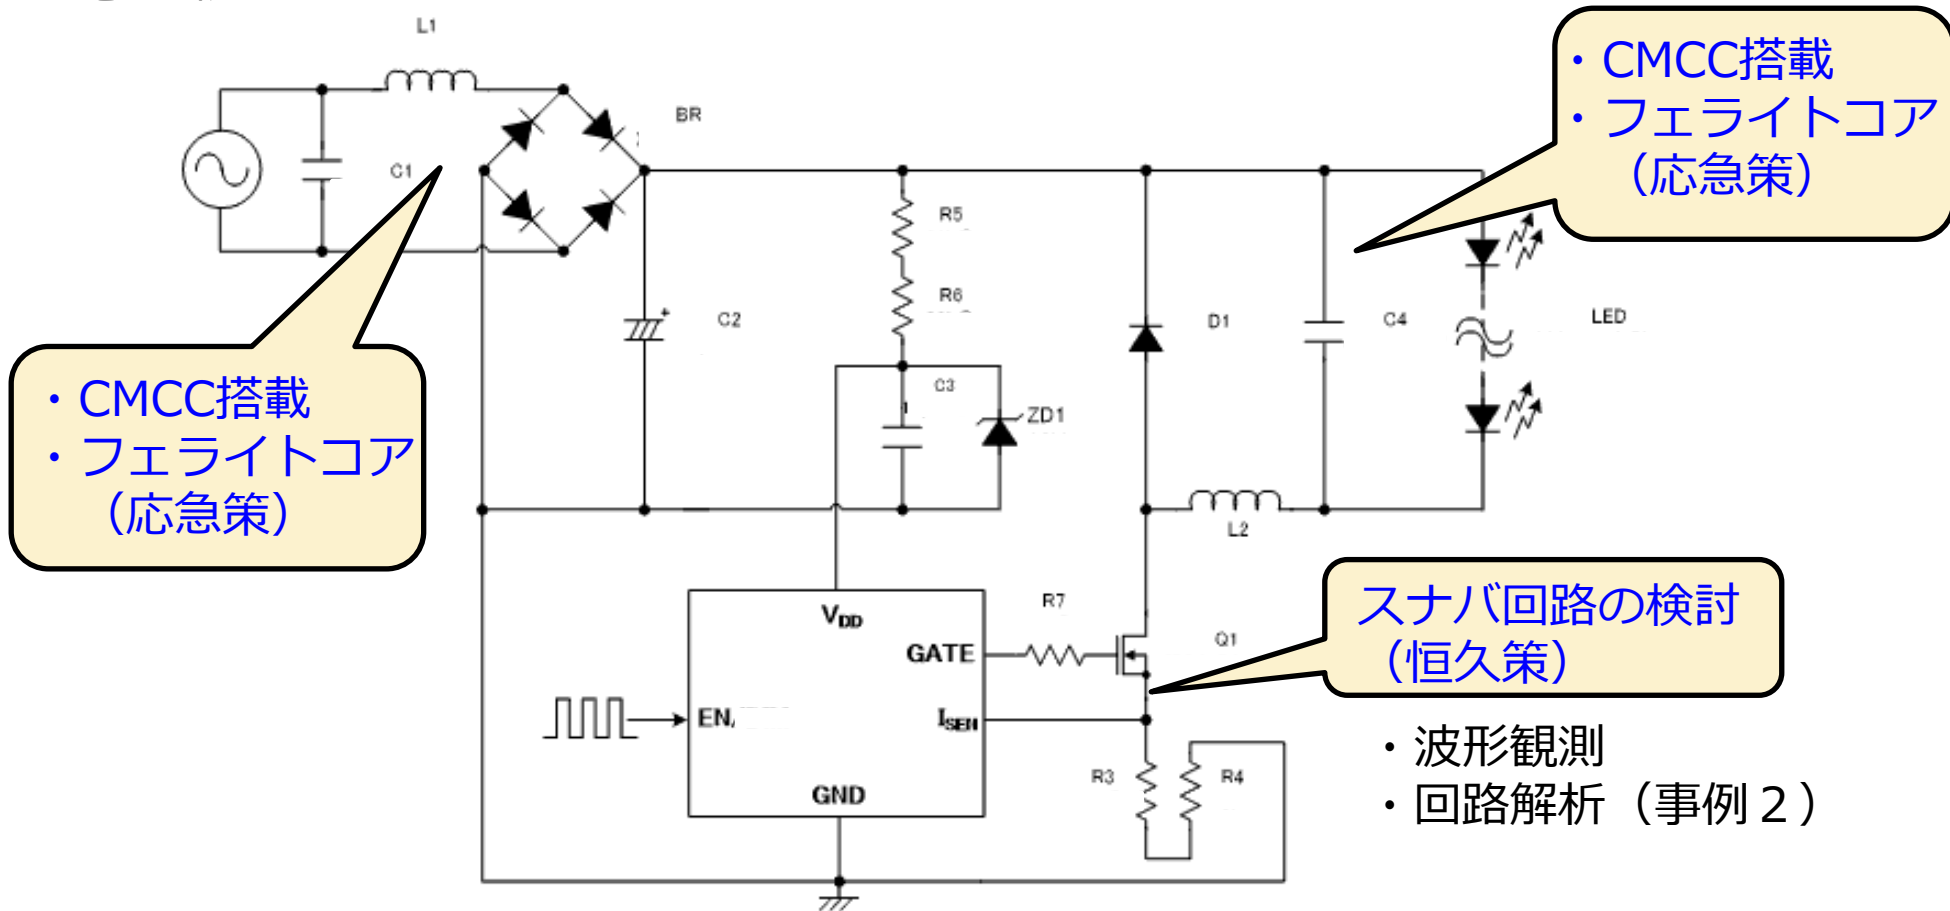 L1
BR
C1
・CMCC搭載
・フェライトコア
（応急策）
R5
R6
C2
D1
C4
LED
・CMCC搭載
・フェライトコア
（応急策）
C3
ZD1
L2
VDD
R7
GATE
Q1
スナバ回路の検討
（恒久策）
EN
ISEN
・波形観測
R3
R4
GND
・回路解析（事例２）